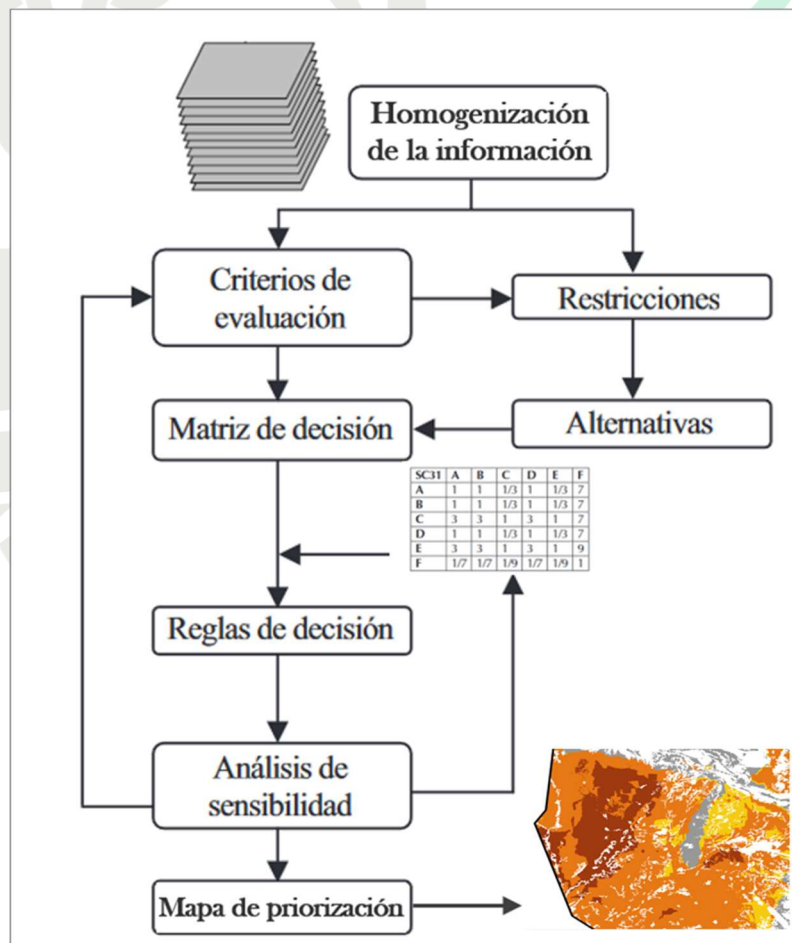 Homogenización
de la información
Criterios de
evaluación
Restricciones
Matriz de decisión
Alternativas
SC31 A B C D E F
A 1 1 1/3 1 1/3 7
B 1 1 1/3 1 1/3 7
C 3 3 1 3 1 7
D 1 1 1/3 1 1/3 7
E 3 3 1 3 1 9
F 1/7 1/7 1/9 1/7 1/9 1
Reglas de decisión
Análisis de
sensibilidad
Mapa de priorización